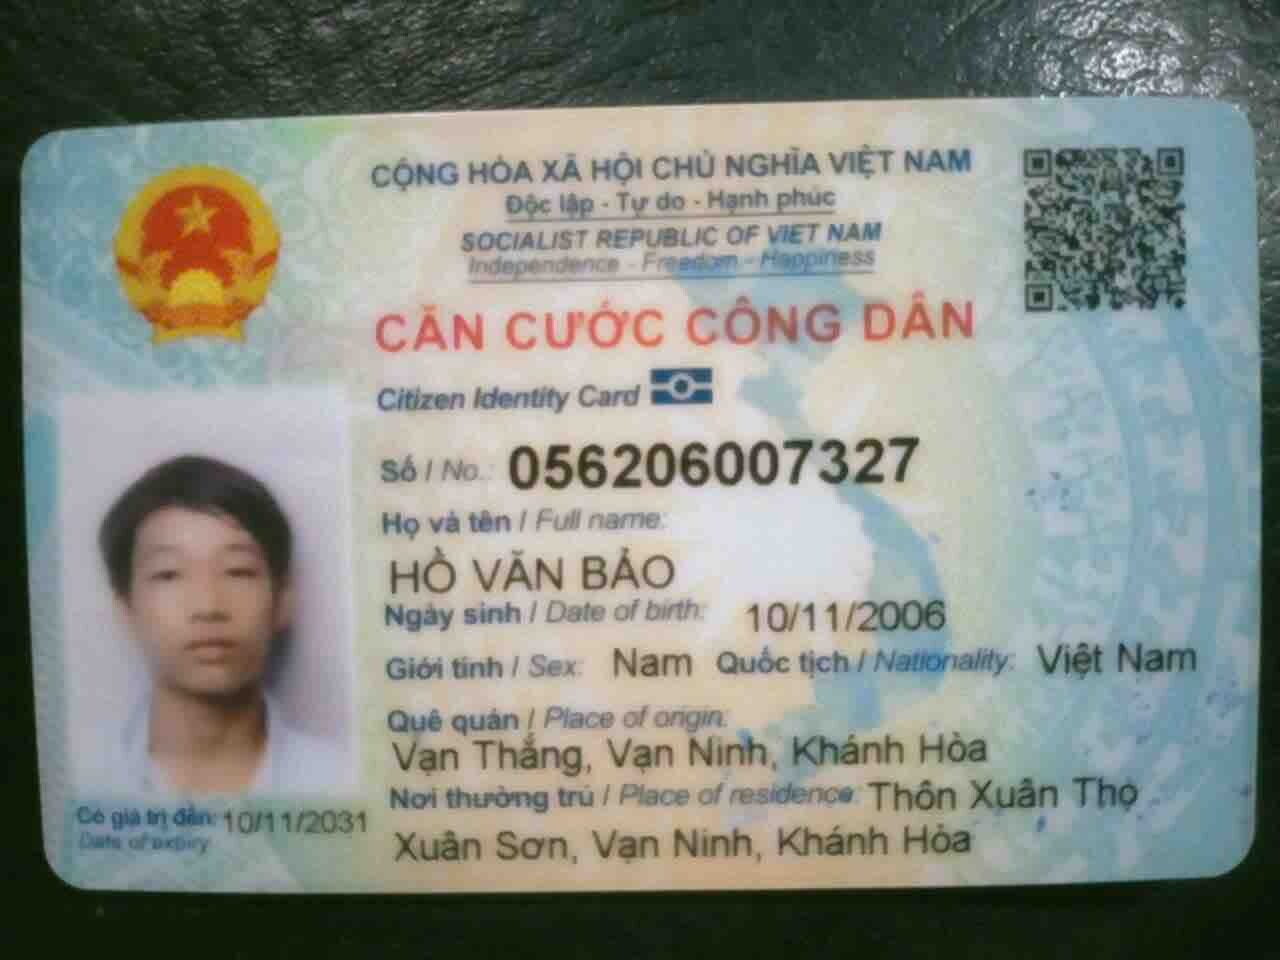 CỘNG HÒA XÃ HỘI CHỦ NGHĨA VIỆT NAM
Độc lập - Tự do - Hạnh phúc
SOCIALIST REPUBLIC OF VIET NAM
Independence - Freedom - Happiness
CĂN CƯỚC CÔNG DÂN
Citizen Identity Card
Số / No.: 056206007327
Họ và tên / Full name:
HỒ VĂN BẢO
Ngày sinh / Date of birth: 10/11/2006
Giới tính / Sex: Nam Quốc tịch / Nationality: Việt Nam
Quê quán / Place of origin:
Vạn Thắng, Vạn Ninh, Khánh Hòa
Nơi thường trú / Place of residence: Thôn Xuân Thọ
Xuân Sơn, Vạn Ninh, Khánh Hòa
Có giá trị đến: 10/11/2031
Date of expiry